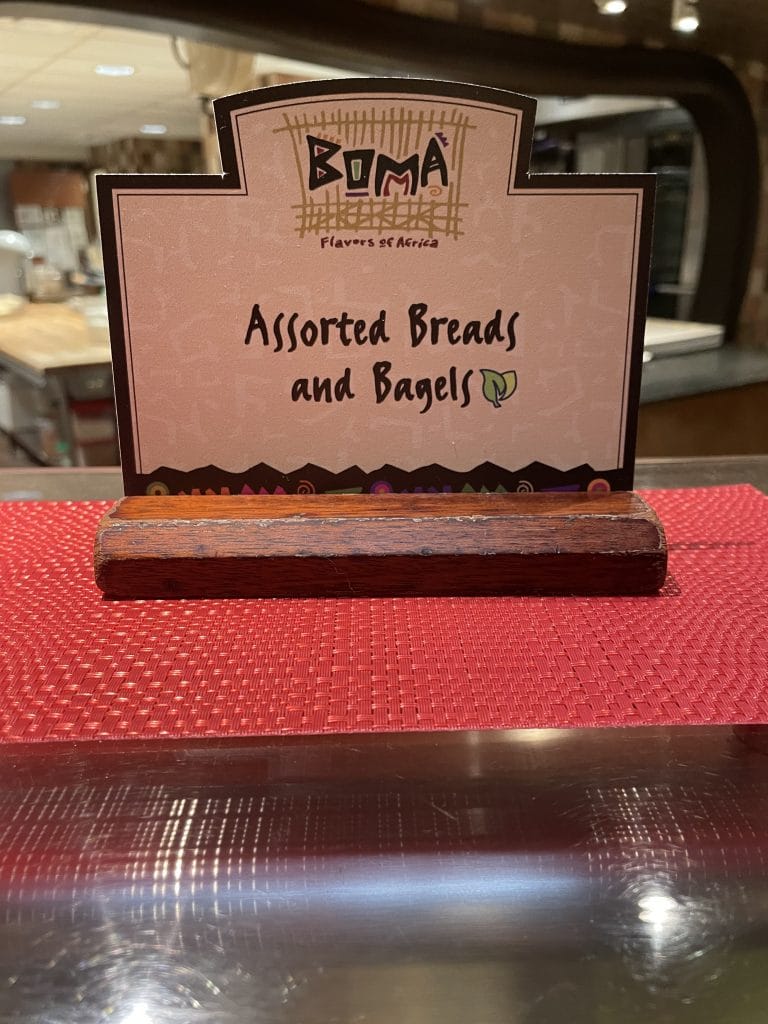 BOMA
Flavors of Africa
Assorted Breads
and Bagels